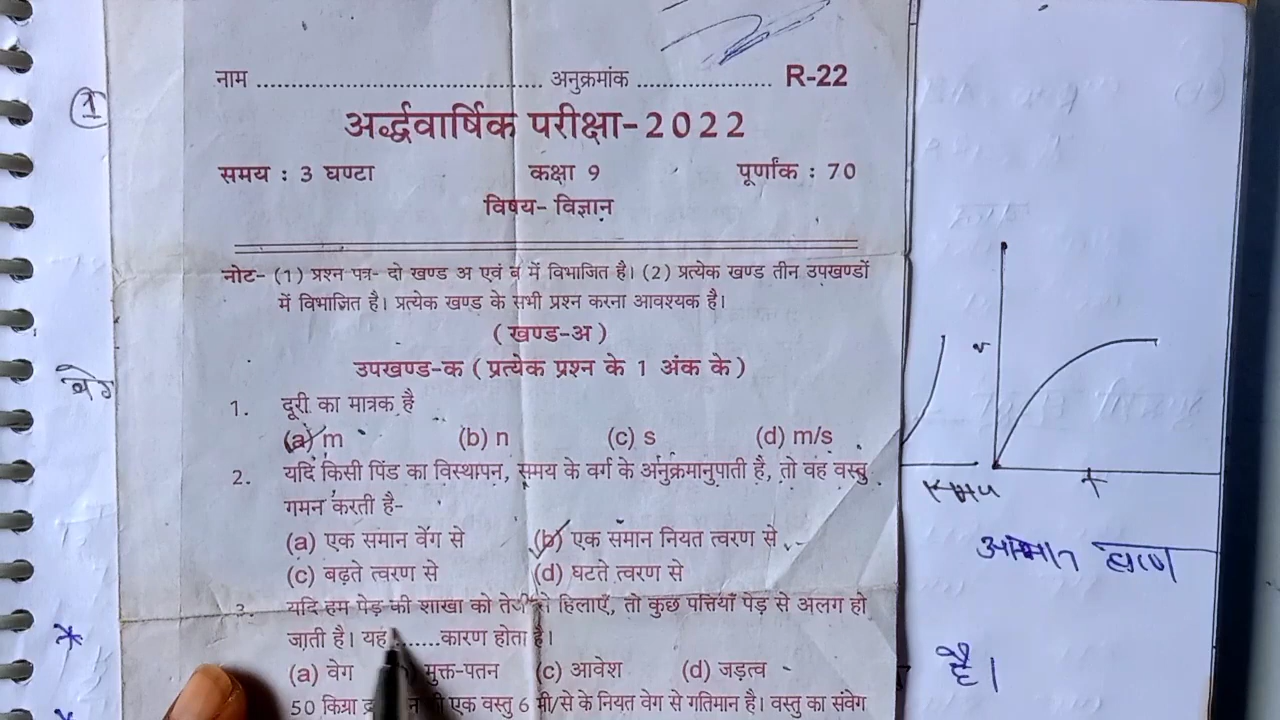 नाम ........................................ अनुक्रमांक .................... R-22
अर्द्धवार्षिक परीक्षा-2022
समय : 3 घण्टा कक्षा 9 पूर्णांक : 70
विषय- विज्ञान
नोट- (1) प्रश्न पत्र- दो खण्ड अ एवं ब में विभाजित है। (2) प्रत्येक खण्ड तीन उपखण्डों
में विभाजित है। प्रत्येक खण्ड के सभी प्रश्न करना आवश्यक है।
( खण्ड-अ )
उपखण्ड-क ( प्रत्येक प्रश्न के 1 अंक के )
1. दूरी का मात्रक है
(a) m (b) n (c) s (d) m/s
2. यदि किसी पिंड का विस्थापन, समय के वर्ग के अनुक्रमानुपाती है, तो वह वस्तु
गमन करती है-
(a) एक समान वेग से (b) एक समान नियत त्वरण से
(c) बढ़ते त्वरण से (d) घटते त्वरण से
3. यदि हम पेड़ की शाखा को हिलाएँ, तो कुछ पत्तियाँ पेड़ से अलग हो
जाती है। यह ........कारण होता है।
(a) वेग मुक्त-पतन (c) आवेश (d) जड़त्व
50 किग्रा एक वस्तु 6 मी/से के नियत वेग से गतिमान है। वस्तु का संवेग
1
वेग
है।